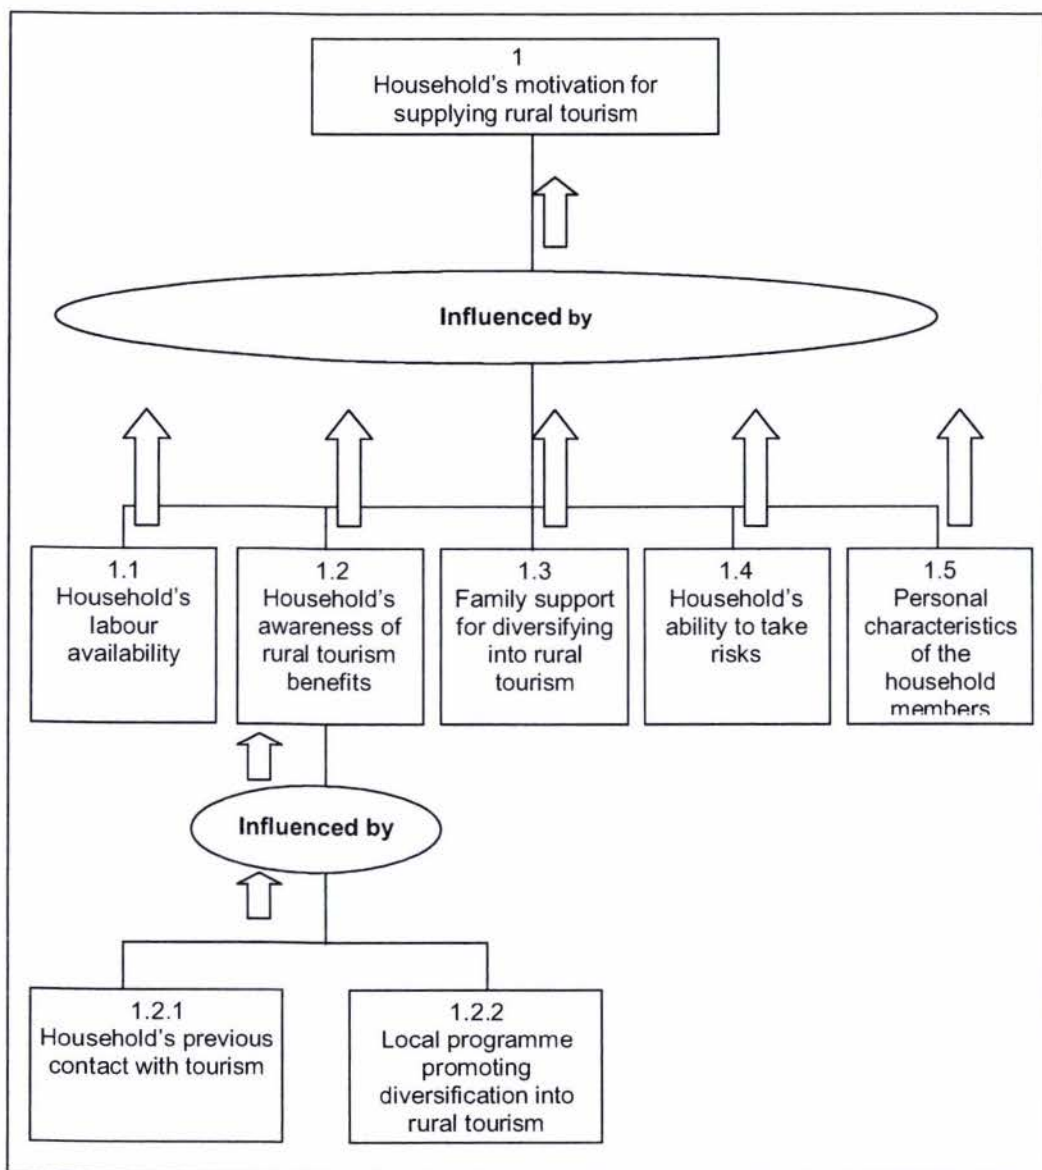 1
Household's motivation for
supplying rural tourism
Influenced by
1.1
Household's
labour
availability
1.2
Household's
awareness of
rural tourism
benefits
1.3
Family support
for diversifying
into rural
tourism
1.4
Household's
ability to take
risks
1.5
Personal
characteristics
of the
household
members
Influenced by
1.2.1
Household's previous
contact with tourism
1.2.2
Local programme
promoting
diversification into
rural tourism